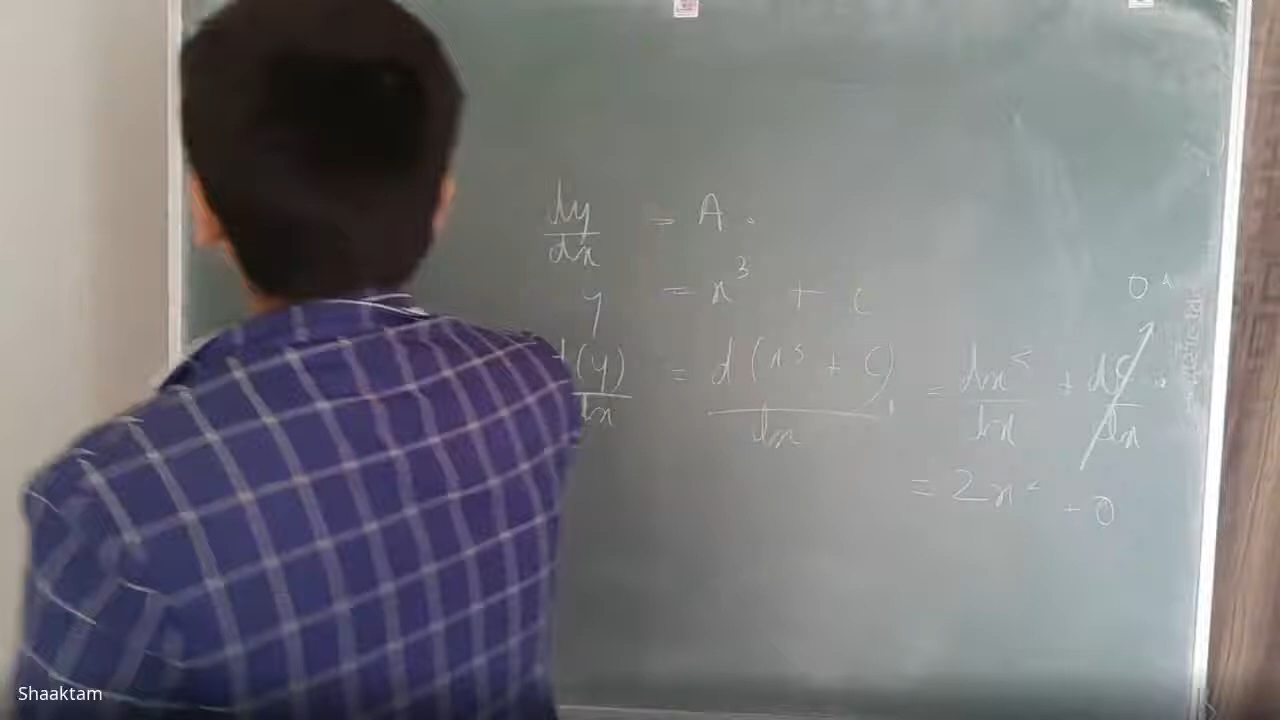 dy/dx = A.
y = x³ + c
0
d(y)/dx = d(x³ + c)/dx = dx³/dx + dc/dx
= 2x² + 0
Shaaktam